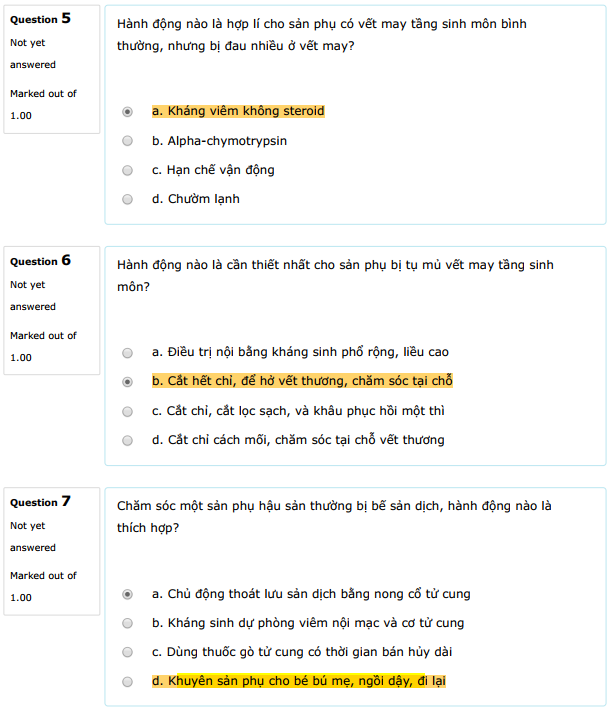 Question 5
Not yet
answered
Marked out of
1.00
Hành động nào là hợp lí cho sản phụ có vết may tầng sinh môn bình
thường, nhưng bị đau nhiều ở vết may?
a. Kháng viêm không steroid
b. Alpha-chymotrypsin
c. Hạn chế vận động
d. Chườm lạnh
Question 6
Not yet
answered
Marked out of
1.00
Hành động nào là cần thiết nhất cho sản phụ bị tụ mủ vết may tầng sinh
môn?
a. Điều trị nội bằng kháng sinh phổ rộng, liều cao
b. Cắt hết chỉ, để hở vết thương, chăm sóc tại chỗ
c. Cắt chỉ, cắt lọc sạch, và khâu phục hồi một thì
d. Cắt chỉ cách mối, chăm sóc tại chỗ vết thương
Question 7
Not yet
answered
Marked out of
1.00
Chăm sóc một sản phụ hậu sản thường bị bế sản dịch, hành động nào là
thích hợp?
a. Chủ động thoát lưu sản dịch bằng nong cổ tử cung
b. Kháng sinh dự phòng viêm nội mạc và cơ tử cung
c. Dùng thuốc gò tử cung có thời gian bán hủy dài
d. Khuyên sản phụ cho bé bú mẹ, ngồi dậy, đi lại